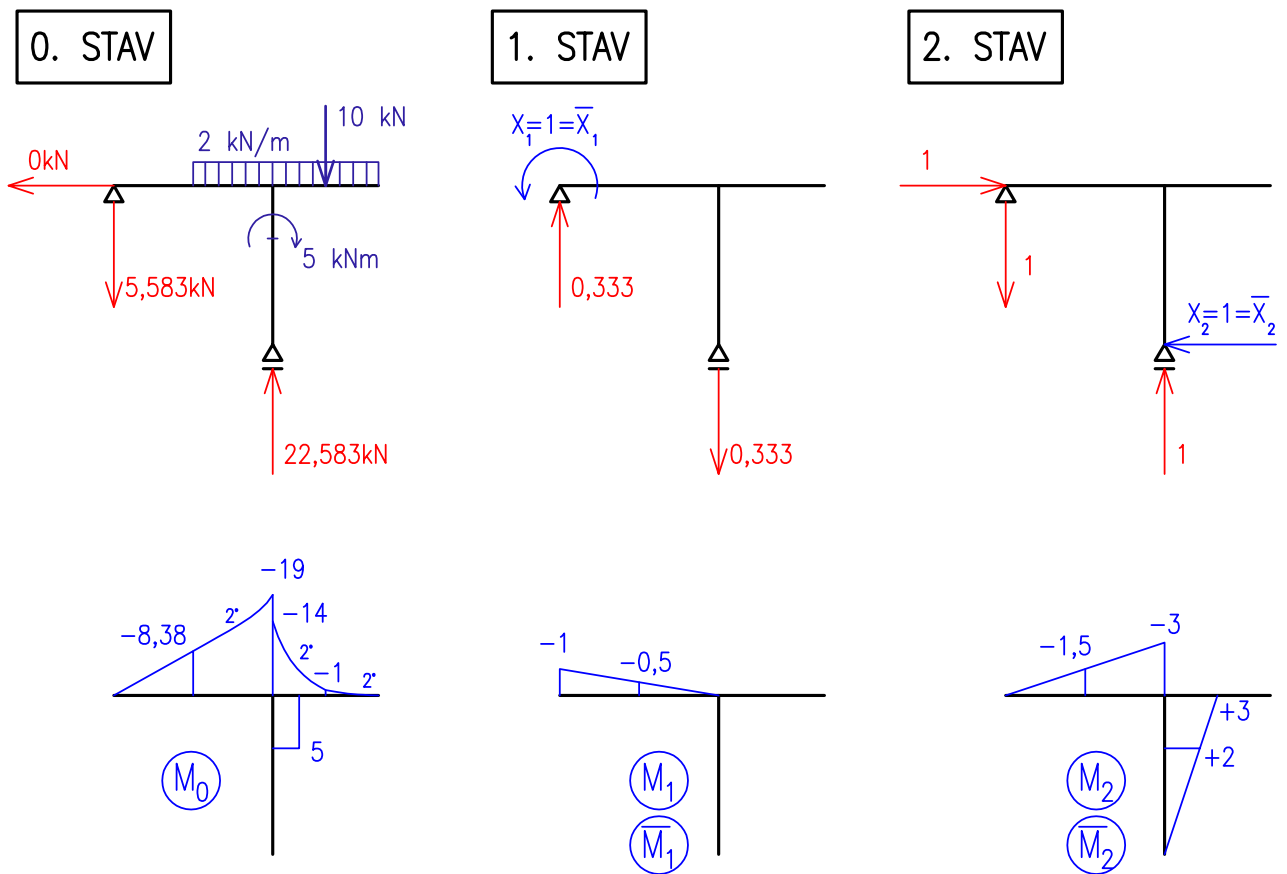 0. STAV
1. STAV
2. STAV
10 kN
2 kN/m
0kN
5 kNm
5,583kN
22,583kN
X₁=1=X̅₁
0,333
0,333
1
1
X₂=1=X̅₂
1
-19
-14
-8,38
2°
2°
-1
2°
5
M₀
-1
-0,5
M₁
M̅₁
-3
-1,5
+3
+2
M₂
M̅₂